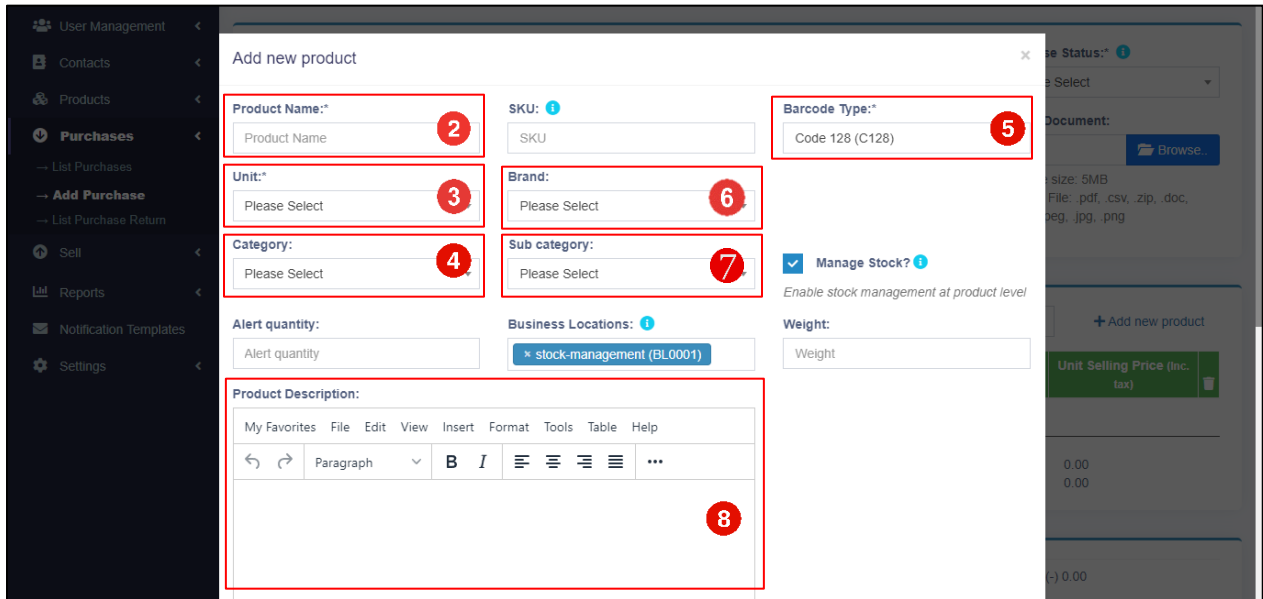 User Management
Contacts
Products
Purchases
→ List Purchases
→ Add Purchase
→ List Purchase Return
Sell
Reports
Notification Templates
Settings
Add new product ×
Product Name:*
Product Name
2
SKU:
SKU
Barcode Type:*
Code 128 (C128)
5
Unit:*
Please Select
3
Brand:
Please Select
6
Category:
Please Select
4
Sub category:
Please Select
7
Manage Stock?
Enable stock management at product level
Alert quantity:
Alert quantity
Business Locations:
× stock-management (BL0001)
Weight:
Weight
Product Description:
My Favorites File Edit View Insert Format Tools Table Help
Paragraph B I ...
8
se Status:*
e Select
Document:
Browse..
size: 5MB
File: .pdf, .csv, .zip, .doc,
peg, .jpg, .png
+ Add new product
Unit Selling Price (Inc.
tax)
0.00
0.00
(-) 0.00